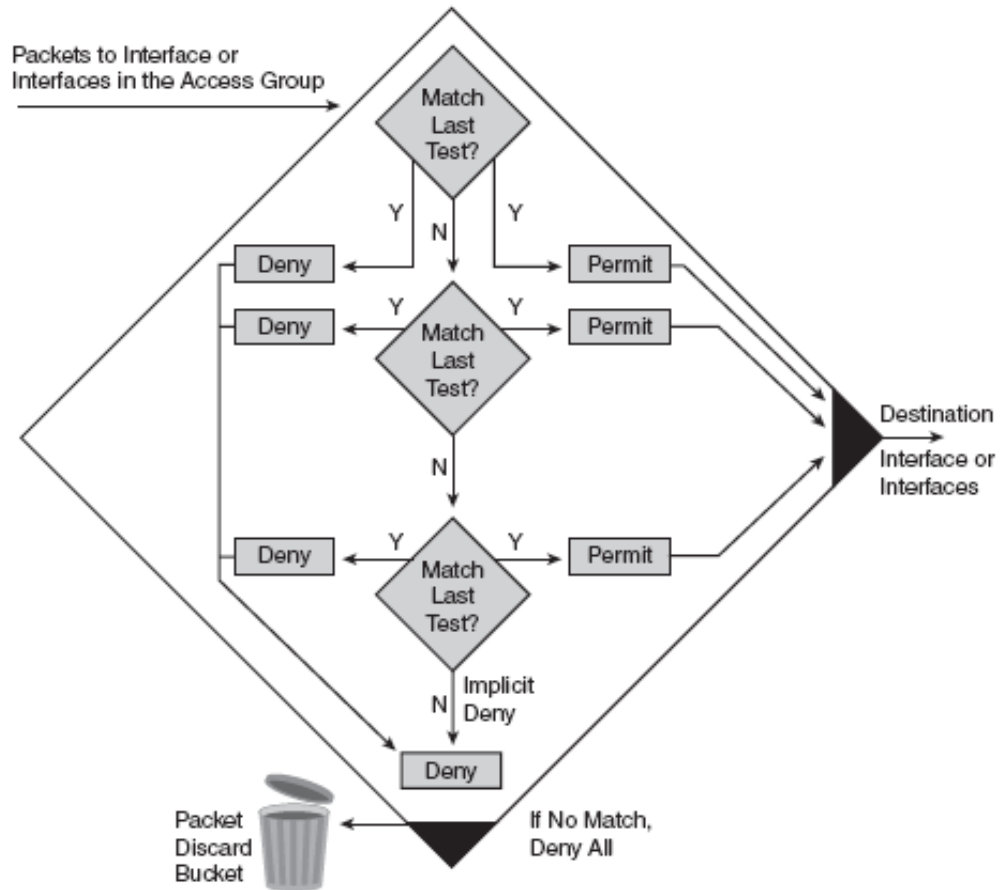 Packets to Interface or
Interfaces in the Access Group
Match
Last
Test?
Y
N
Y
Deny
Permit
Deny
Y
Match
Last
Test?
Y
Permit
Destination
Interface or
Interfaces
N
Deny
Y
Match
Last
Test?
Y
Permit
N
Implicit
Deny
Deny
Packet
Discard
Bucket
If No Match,
Deny All